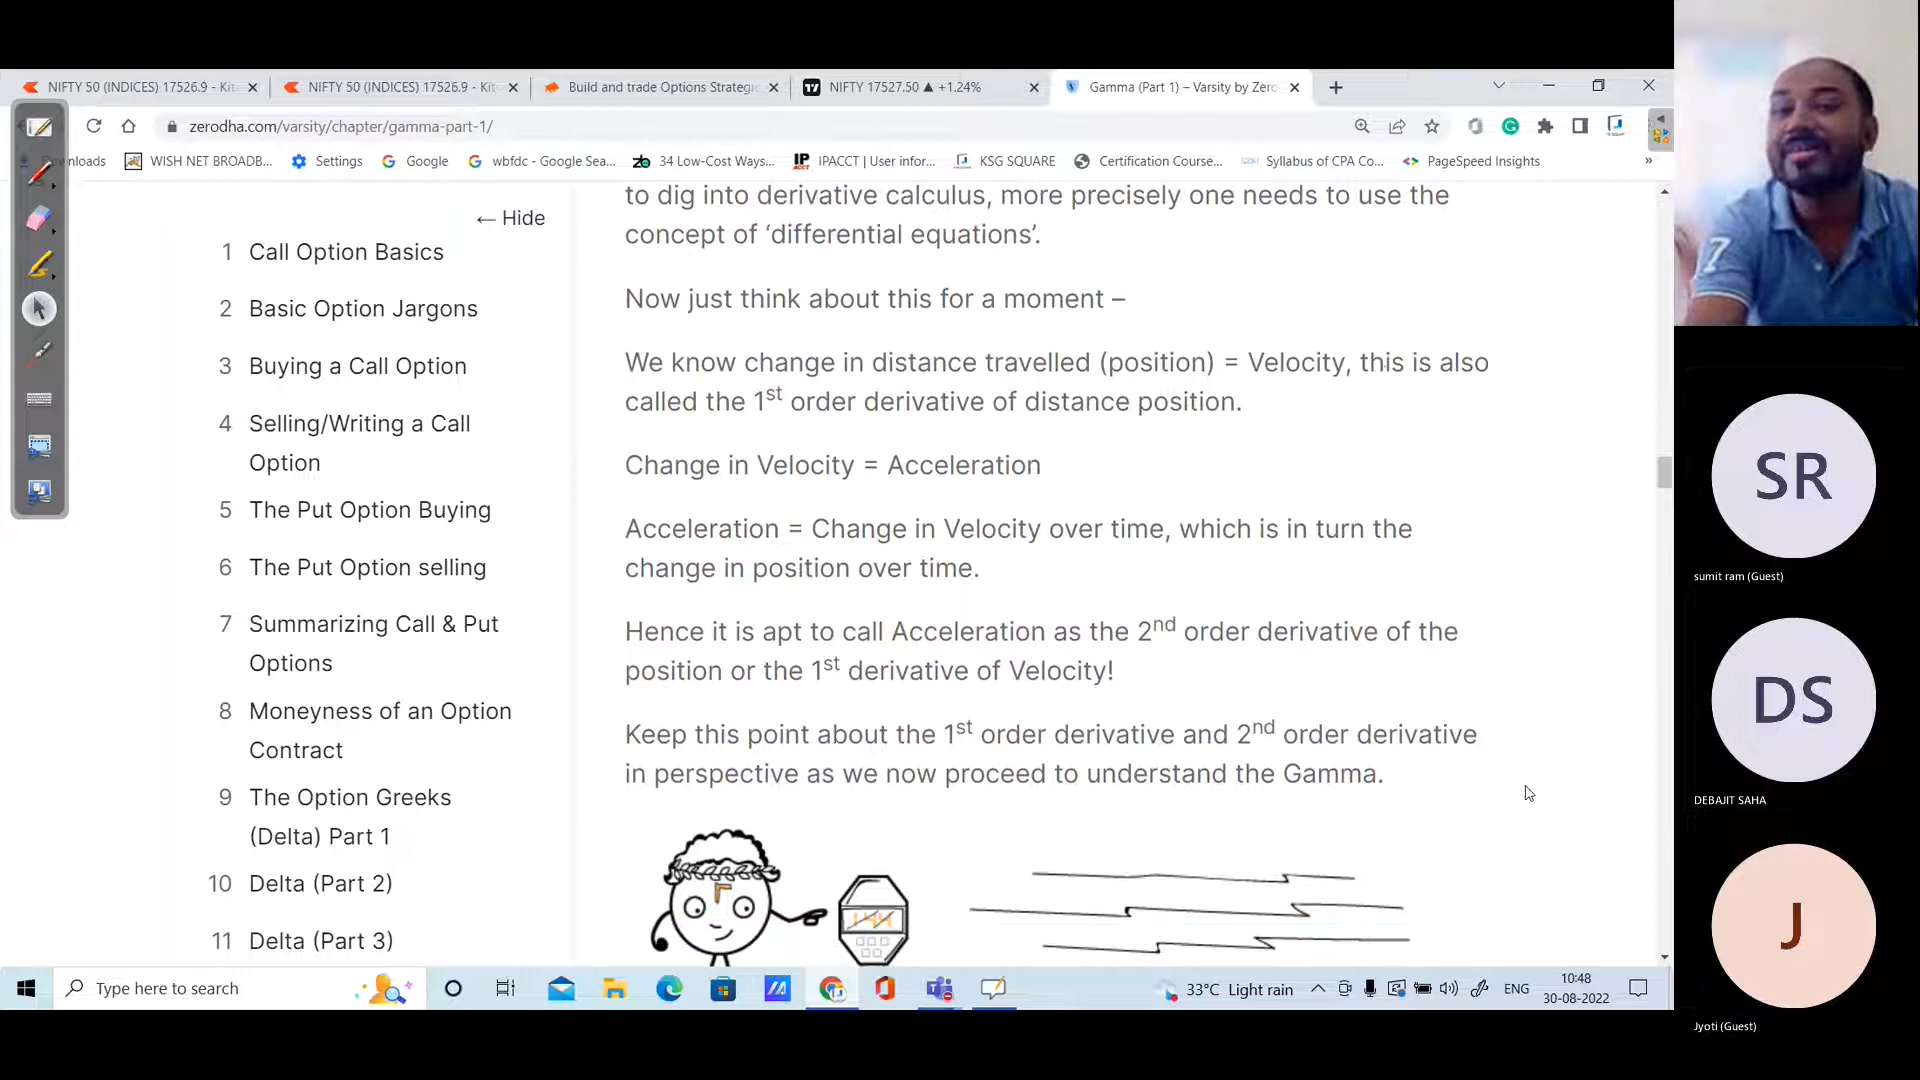 NIFTY 50 (INDICES) 17526.9 - Kit
NIFTY 50 (INDICES) 17526.9 - Kit
Build and trade Options Strategi
NIFTY 17527.50 ▲ +1.24%
Gamma (Part 1) – Varsity by Zero
zerodha.com/varsity/chapter/gamma-part-1/
WISH NET BROADB...
Settings
Google
wbfdc - Google Sea...
34 Low-Cost Ways...
IPACCT | User infor...
KSG SQUARE
Certification Course...
Syllabus of CPA Co...
PageSpeed Insights
»
← Hide
1 Call Option Basics
2 Basic Option Jargons
3 Buying a Call Option
4 Selling/Writing a Call
Option
5 The Put Option Buying
6 The Put Option selling
7 Summarizing Call & Put
Options
8 Moneyness of an Option
Contract
9 The Option Greeks
(Delta) Part 1
10 Delta (Part 2)
11 Delta (Part 3)
to dig into derivative calculus, more precisely one needs to use the
concept of ‘differential equations’.
Now just think about this for a moment –
We know change in distance travelled (position) = Velocity, this is also
called the 1st order derivative of distance position.
Change in Velocity = Acceleration
Acceleration = Change in Velocity over time, which is in turn the
change in position over time.
Hence it is apt to call Acceleration as the 2nd order derivative of the
position or the 1st derivative of Velocity!
Keep this point about the 1st order derivative and 2nd order derivative
in perspective as we now proceed to understand the Gamma.
Type here to search
33°C Light rain
ENG
10:48
30-08-2022
7
SR
sumit ram (Guest)
DS
DEBAJIT SAHA
J
Jyoti (Guest)